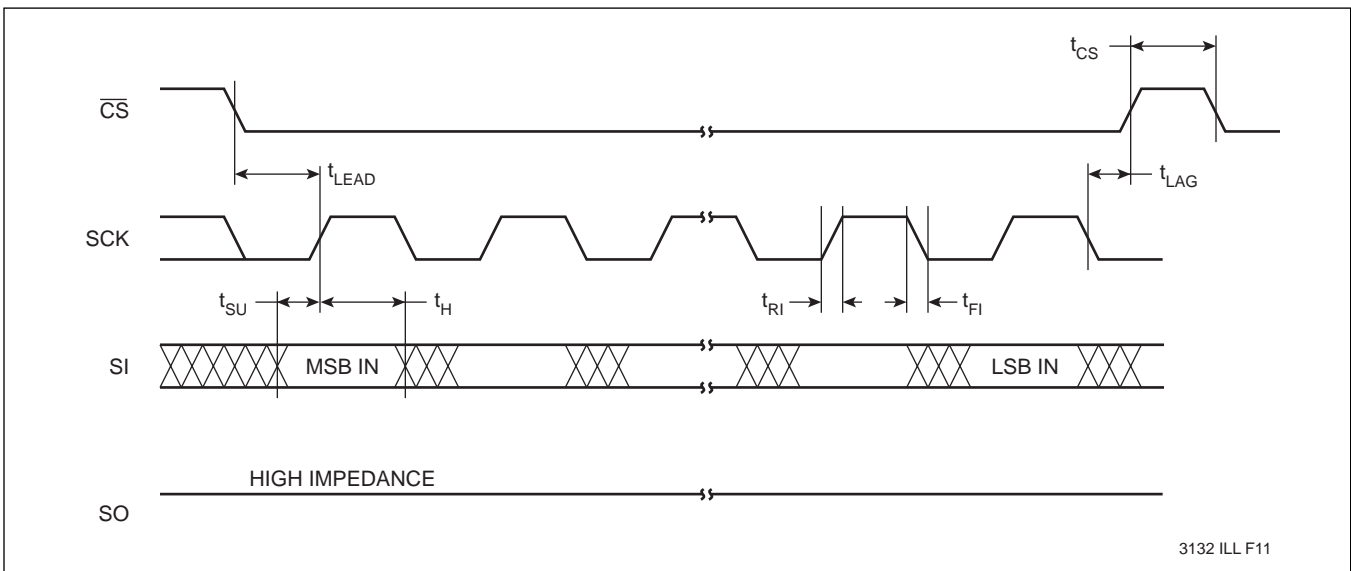 tCS
C̅S̅
tLEAD
tLAG
SCK
tSU
tH
tRI
tFI
SI
MSB IN
LSB IN
HIGH IMPEDANCE
SO
3132 ILL F11